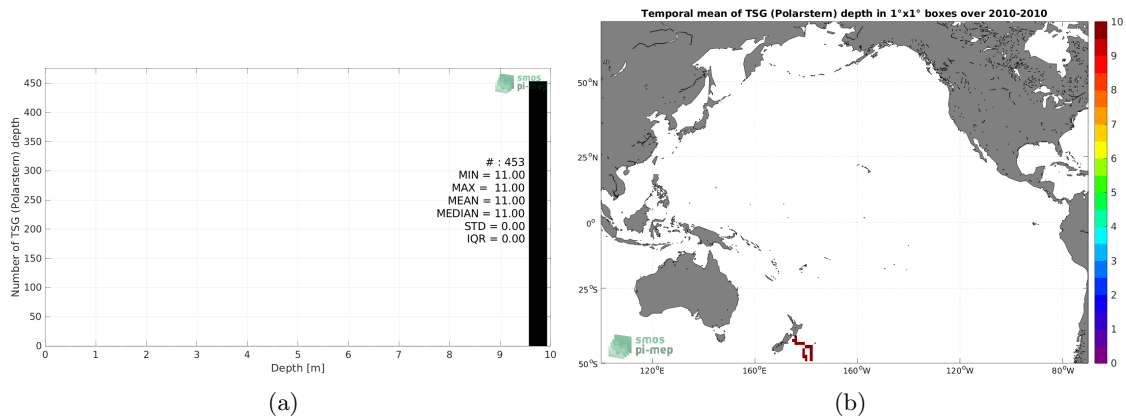 Temporal mean of TSG (Polarstern) depth in 1°x1° boxes over 2010-2010
450
400
350
300
250
200
150
100
50
0
Number of TSG (Polarstern) depth
smos
pi-mep
# : 453
MIN = 11.00
MAX = 11.00
MEAN = 11.00
MEDIAN = 11.00
STD = 0.00
IQR = 0.00
0 1 2 3 4 5 6 7 8 9 10
Depth [m]
(a)
50°N
25°N
0°
25°S
50°S
120°E 160°E 160°W 120°W 80°W
smos
pi-mep
10
9
8
7
6
5
4
3
2
1
0
(b)